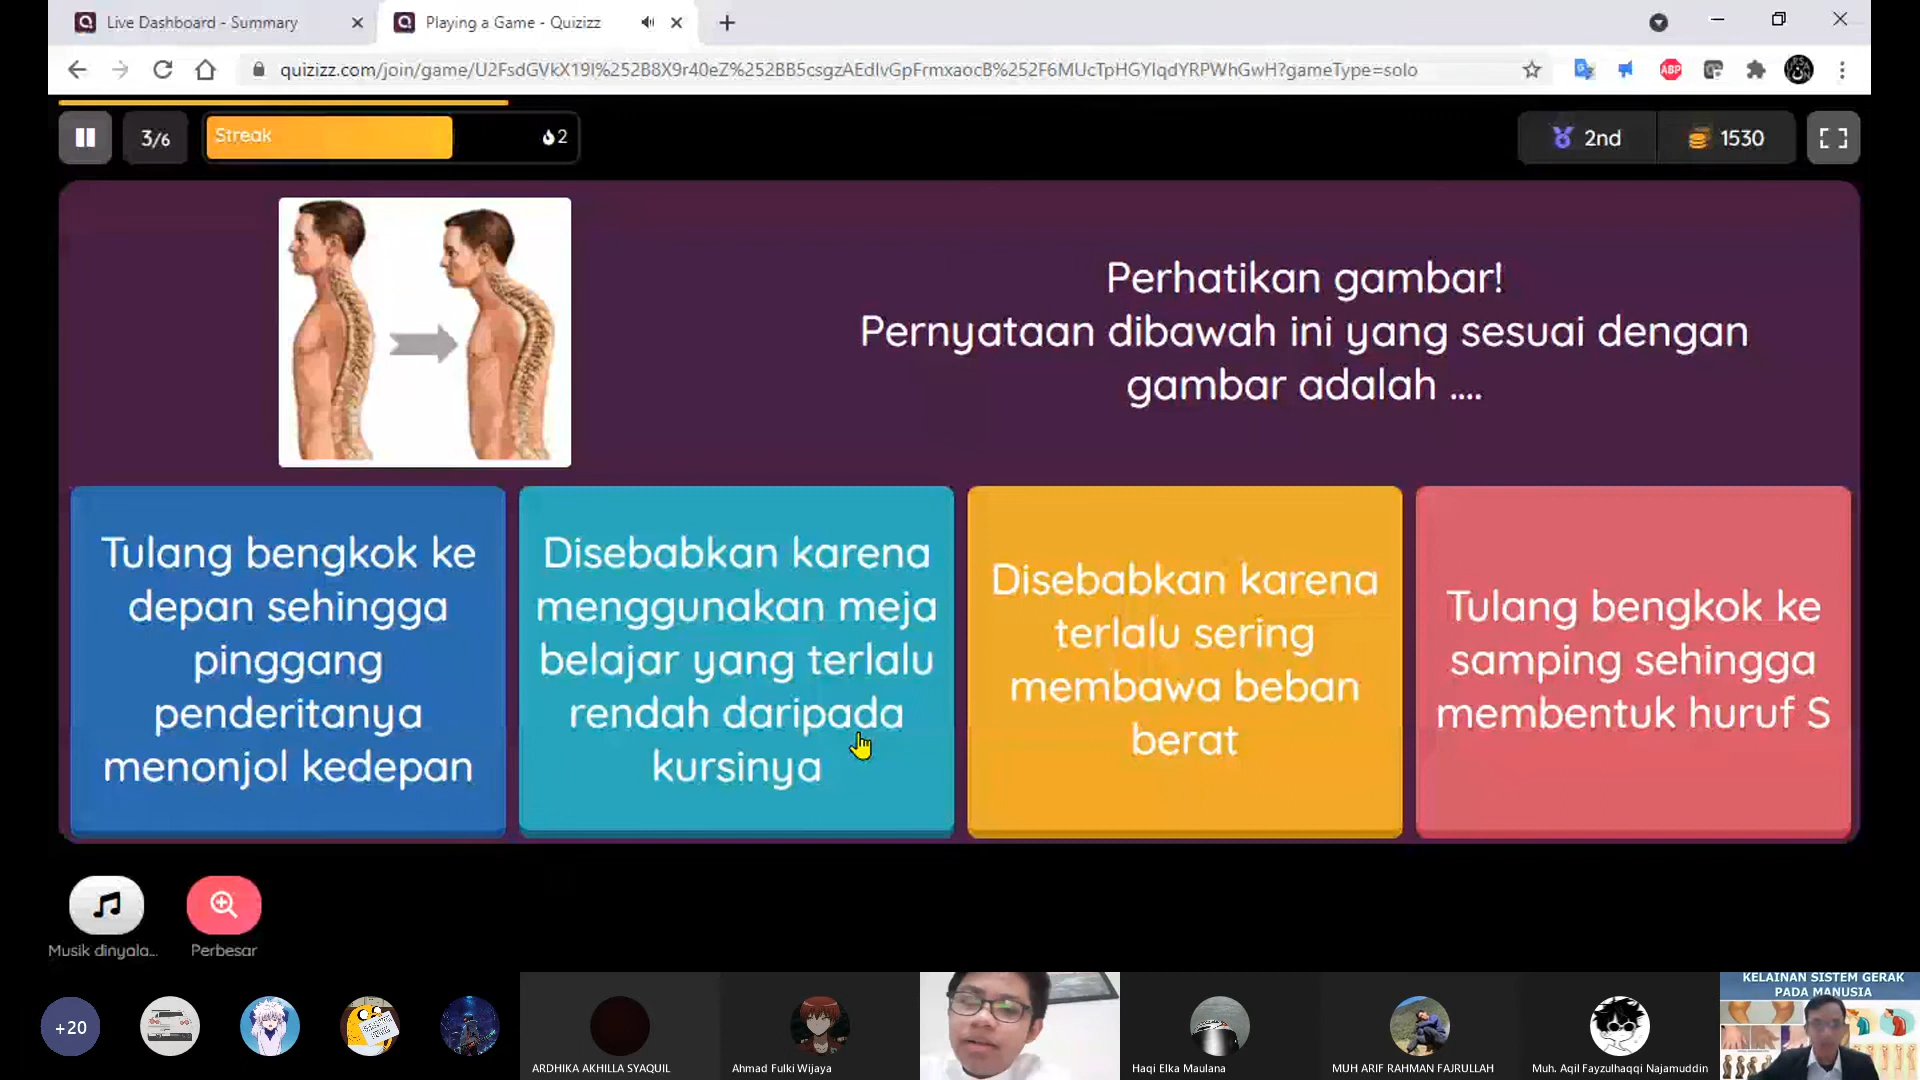 Live Dashboard - Summary
Playing a Game - Quizizz
quizizz.com/join/game/U2FsdGVkX19I%252B8X9r40eZ%252BB5csgzAEdIvGpFrmxaocB%252F6MUcTpHGYIqdYRPWhGwH?gameType=solo
ABP
3/6
Streak
2
2nd
1530
Perhatikan gambar!
Pernyataan dibawah ini yang sesuai dengan
gambar adalah ....
Tulang bengkok ke
depan sehingga
pinggang
penderitanya
menonjol kedepan
Disebabkan karena
menggunakan meja
belajar yang terlalu
rendah daripada
kursinya
Disebabkan karena
terlalu sering
membawa beban
berat
Tulang bengkok ke
samping sehingga
membentuk huruf S
Musik dinyala...
Perbesar
+20
ARDHIKA AKHILLA SYAQUIL
Ahmad Fulki Wijaya
Haqi Elka Maulana
MUH ARIF RAHMAN FAJRULLAH
Muh. Aqil Fayzulhaqqi Najamuddin
KELAINAN SISTEM GERAK
PADA MANUSIA